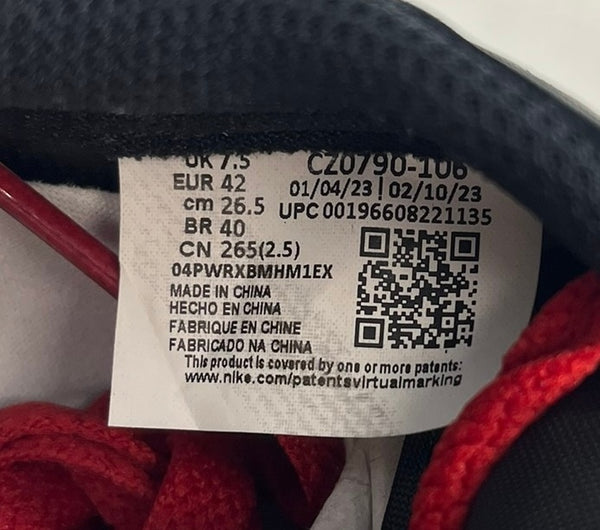 UK 7.5
EUR 42
cm 26.5
BR 40
CN 265(2.5)
CZ0790-106
01/04/23 | 02/10/23
UPC 00196608221135
04PWRXBMHM1EX
MADE IN CHINA
HECHO EN CHINA
FABRIQUE EN CHINE
FABRICADO NA CHINA
This product is covered by one or more patents:
www.nike.com/patentsvirtualmarking